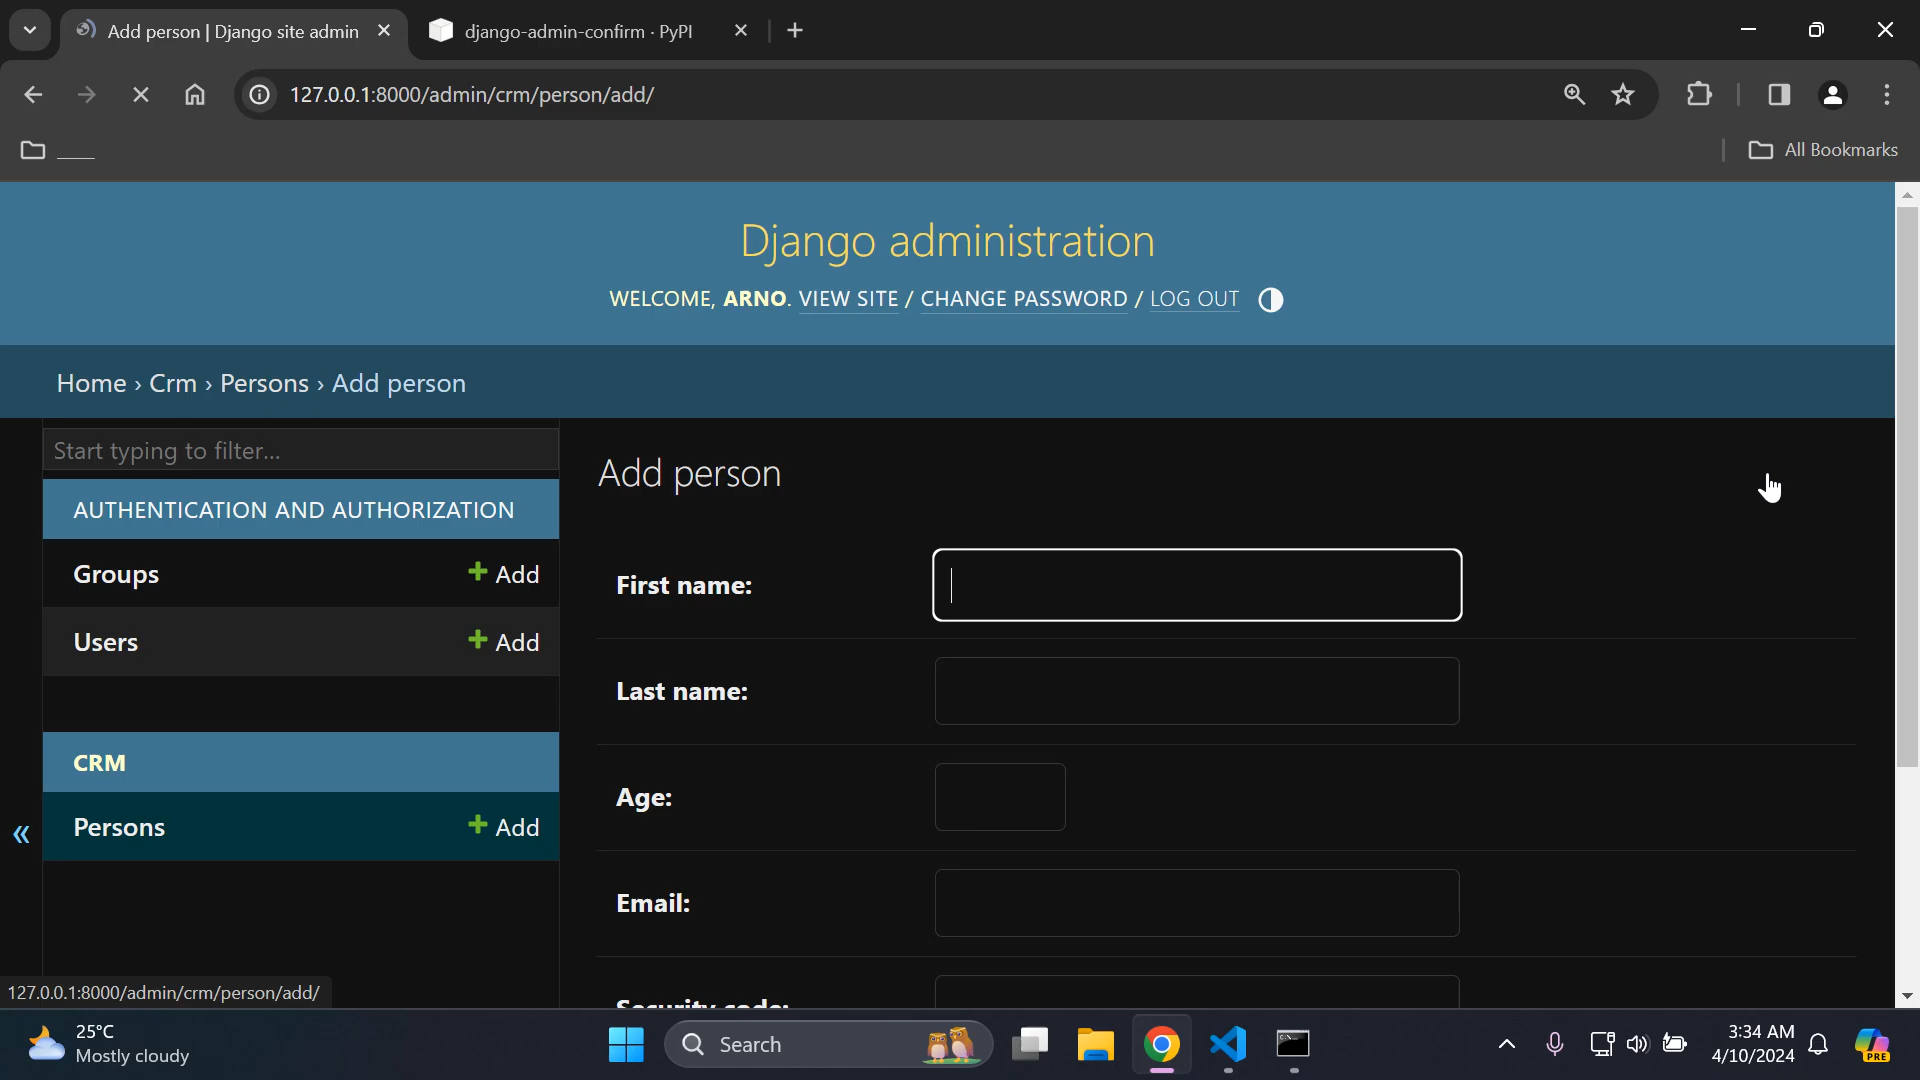 Add person | Django site admin
django-admin-confirm · PyPI
127.0.0.1:8000/admin/crm/person/add/
____
All Bookmarks
Django administration
WELCOME, ARNO. VIEW SITE / CHANGE PASSWORD / LOG OUT
Home › Crm › Persons › Add person
Start typing to filter...
AUTHENTICATION AND AUTHORIZATION
Groups
Add
Users
Add
CRM
Persons
Add
«
Add person
First name:
Last name:
Age:
Email:
Security code:
127.0.0.1:8000/admin/crm/person/add/
25°C
Mostly cloudy
Search
3:34 AM
4/10/2024
PRE